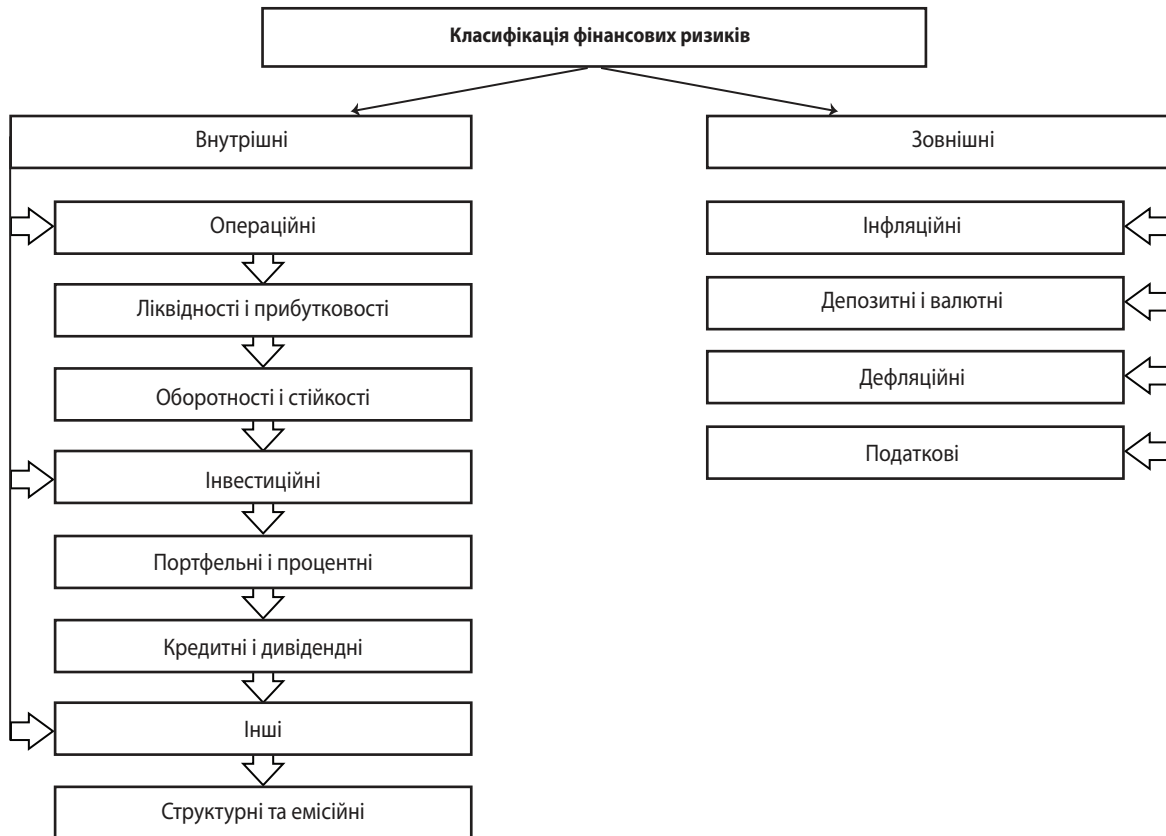 Класифікація фінансових ризиків
Внутрішні
Зовнішні
Операційні
Ліквідності і прибутковості
Оборотності і стійкості
Інвестиційні
Портфельні і процентні
Кредитні і дивідендні
Інші
Структурні та емісійні
Інфляційні
Депозитні і валютні
Дефляційні
Податкові